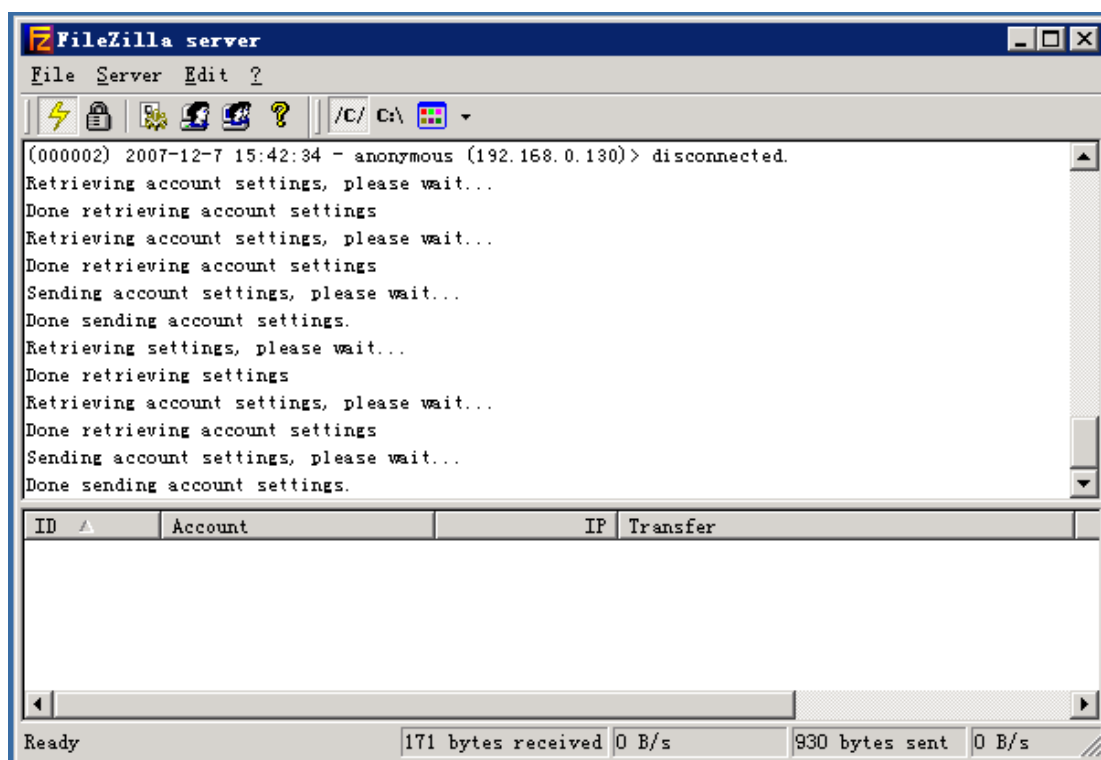 FileZilla server
File Server Edit ?
/C/ C:\
(000002) 2007-12-7 15:42:34 - anonymous (192.168.0.130)> disconnected.
Retrieving account settings, please wait...
Done retrieving account settings
Retrieving account settings, please wait...
Done retrieving account settings
Sending account settings, please wait...
Done sending account settings.
Retrieving settings, please wait...
Done retrieving settings
Retrieving account settings, please wait...
Done retrieving account settings
Sending account settings, please wait...
Done sending account settings.
ID Account IP Transfer
Ready 171 bytes received 0 B/s 930 bytes sent 0 B/s